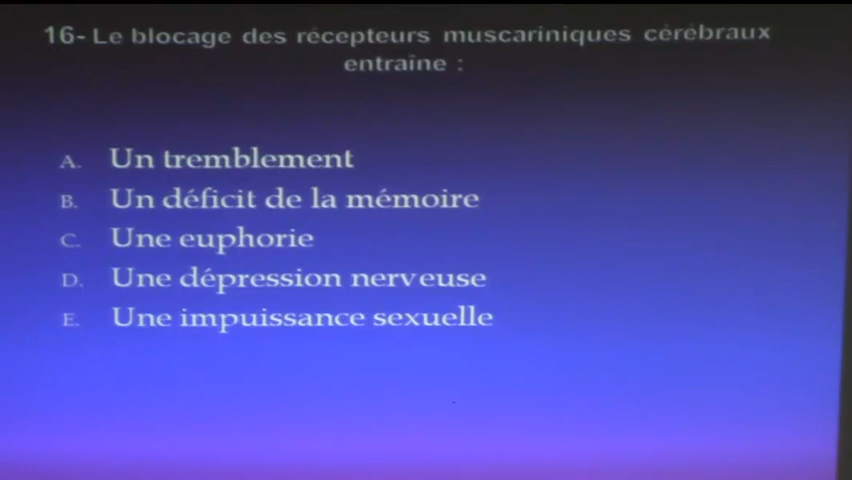 16- Le blocage des récepteurs muscariniques cérébraux
entraîne :
A. Un tremblement
B. Un déficit de la mémoire
C. Une euphorie
D. Une dépression nerveuse
E. Une impuissance sexuelle